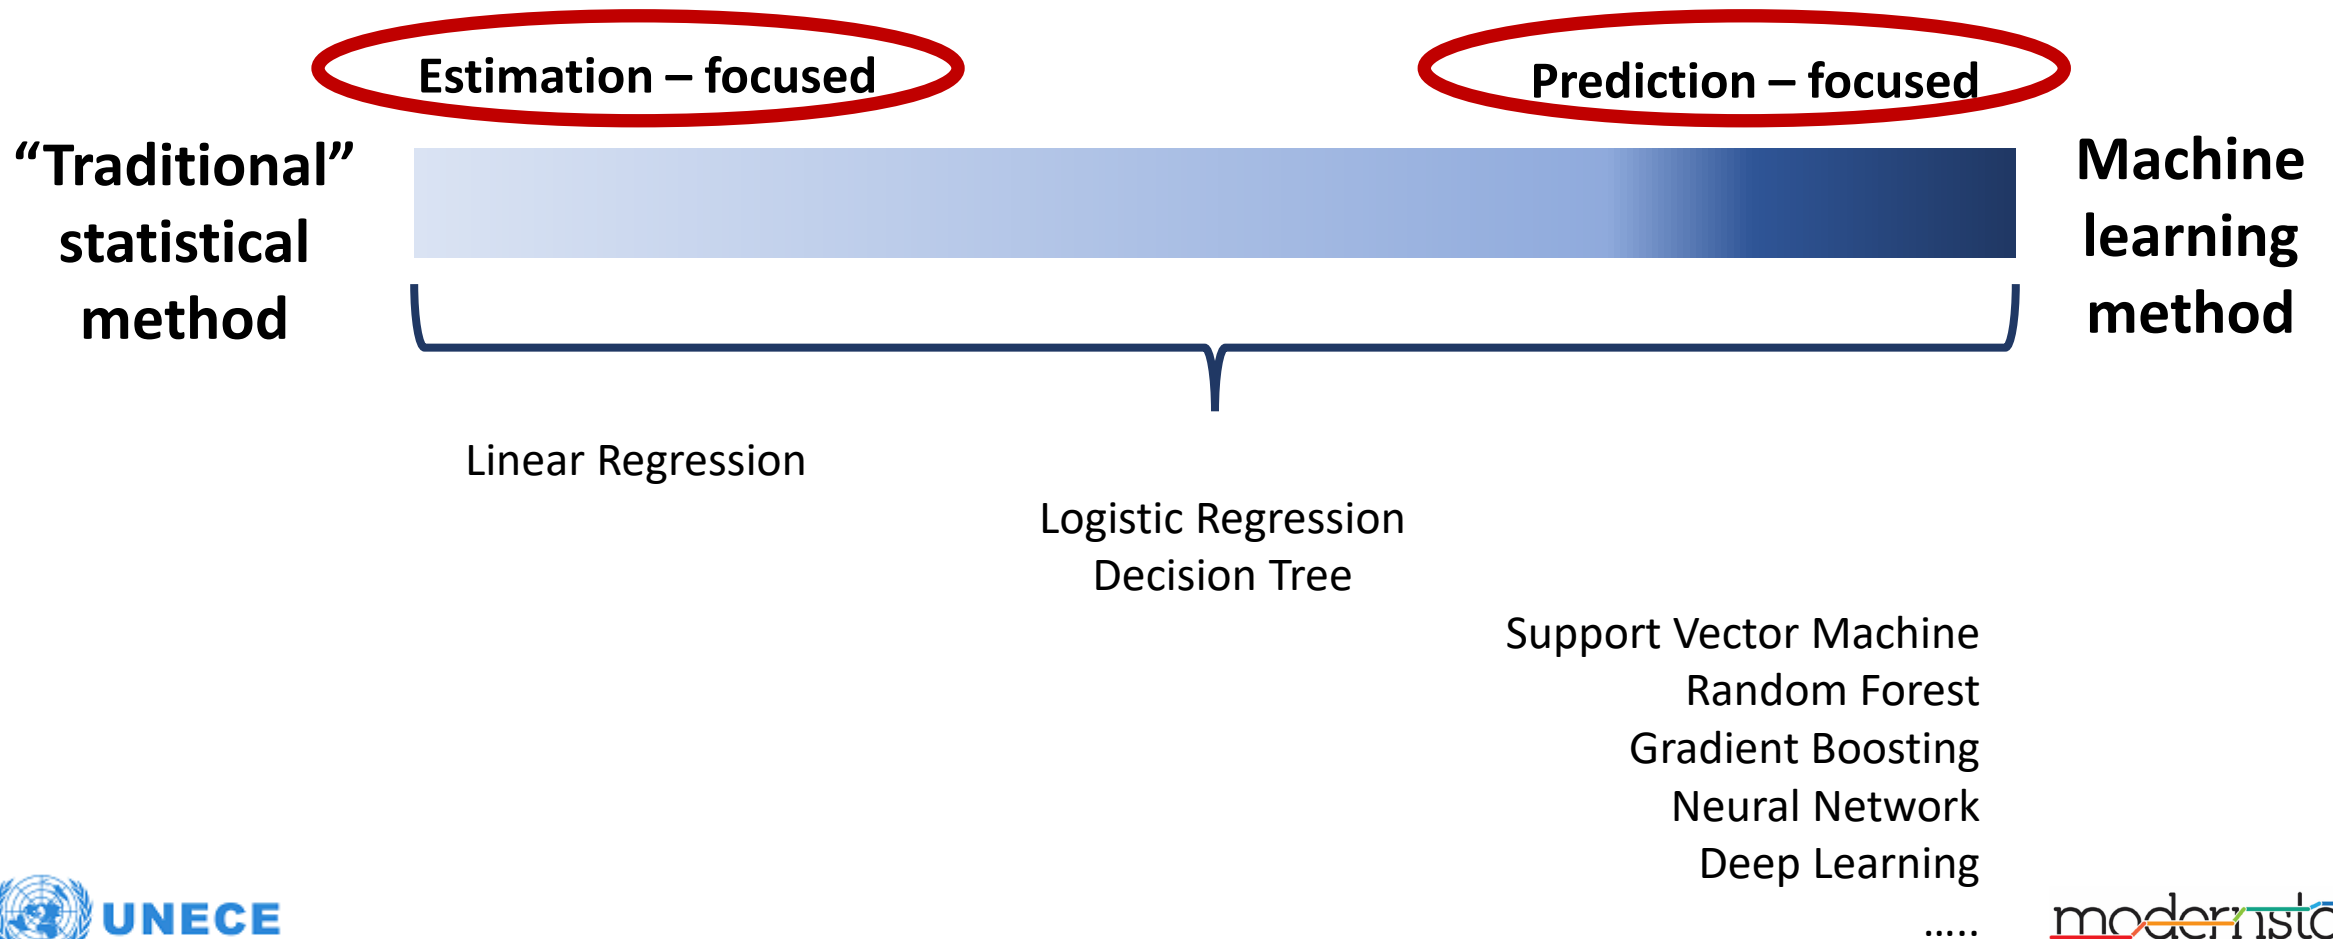 Estimation – focused
Prediction – focused
“Traditional”
statistical
method
Machine
learning
method
Linear Regression
Logistic Regression
Decision Tree
Support Vector Machine
Random Forest
Gradient Boosting
Neural Network
Deep Learning
.....
UNECE